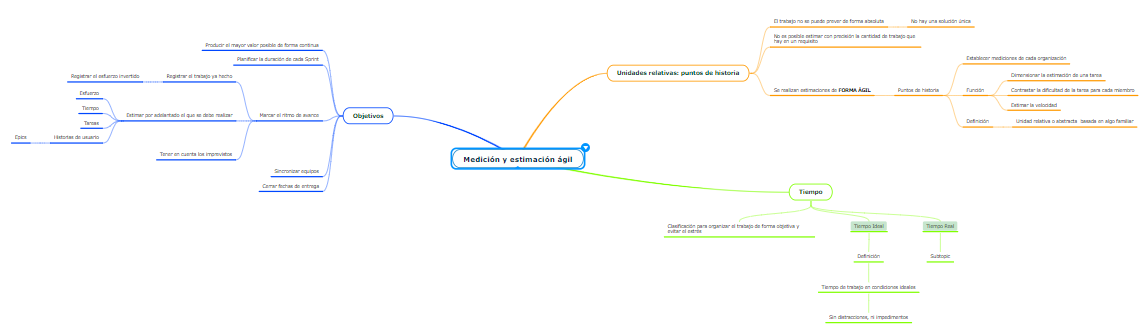 Medición y estimación ágil
Objetivos
Producir el mayor valor posible de forma continua
Planificar la duración de cada Sprint
Marcar el ritmo de avance
Registrar el trabajo ya hecho
Registrar el esfuerzo invertido
Estimar por adelantado el que se debe realizar
Esfuerzo
Tiempo
Tareas
Historias de usuario
Epics
Tener en cuenta los imprevistos
Sincronizar equipos
Cerrar fechas de entrega
Unidades relativas: puntos de historia
El trabajo no se puede prever de forma absoluta
No hay una solución única
No es posible estimar con precisión la cantidad de trabajo que
hay en un requisito
Se realizan estimaciones de FORMA ÁGIL
Puntos de historia
Establecer mediciones de cada organización
Función
Dimensionar la estimación de una tarea
Contrastar la dificultad de la tarea para cada miembro
Estimar la velocidad
Definición
Unidad relativa o abstracta basada en algo familiar
Tiempo
Clasificación para organizar el trabajo de forma objetiva y
evitar el estrés
Tiempo Ideal
Definición
Tiempo de trabajo en condiciones ideales
Sin distracciones, ni impedimentos
Tiempo Real
Subtopic